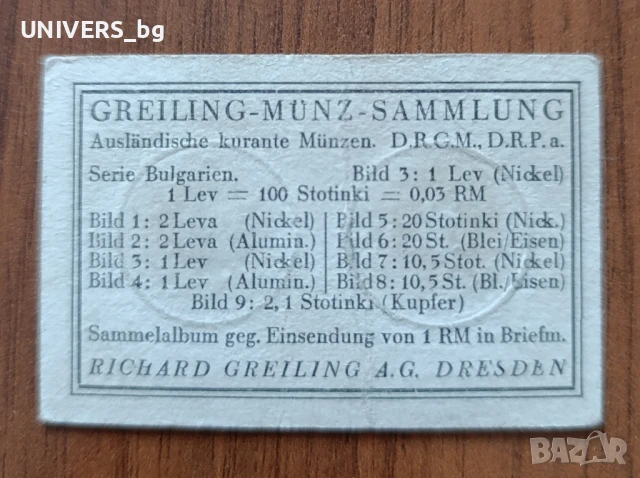 UNIVERS_bg
GREILING-MÜNZ-SAMMLUNG
Ausländische kurante Münzen. D.R.G.M., D.R.P.a.
Serie Bulgarien. Bild 3: 1 Lev (Nickel)
1 Lev = 100 Stotinki = 0,03 RM
Bild 1: 2 Leva (Nickel) Bild 5: 20 Stotinki (Nick.)
Bild 2: 2 Leva (Alumin.) Bild 6: 20 St. (Blei/Eisen)
Bild 3: 1 Lev (Nickel) Bild 7: 10,5 Stot. (Nickel)
Bild 4: 1 Lev (Alumin.) Bild 8: 10,5 St. (Bl./Eisen)
Bild 9: 2,1 Stotinki (Kupfer)
Sammelalbum geg. Einsendung von 1 RM in Briefm.
RICHARD GREILING A.G. DRESDEN
BAZAR